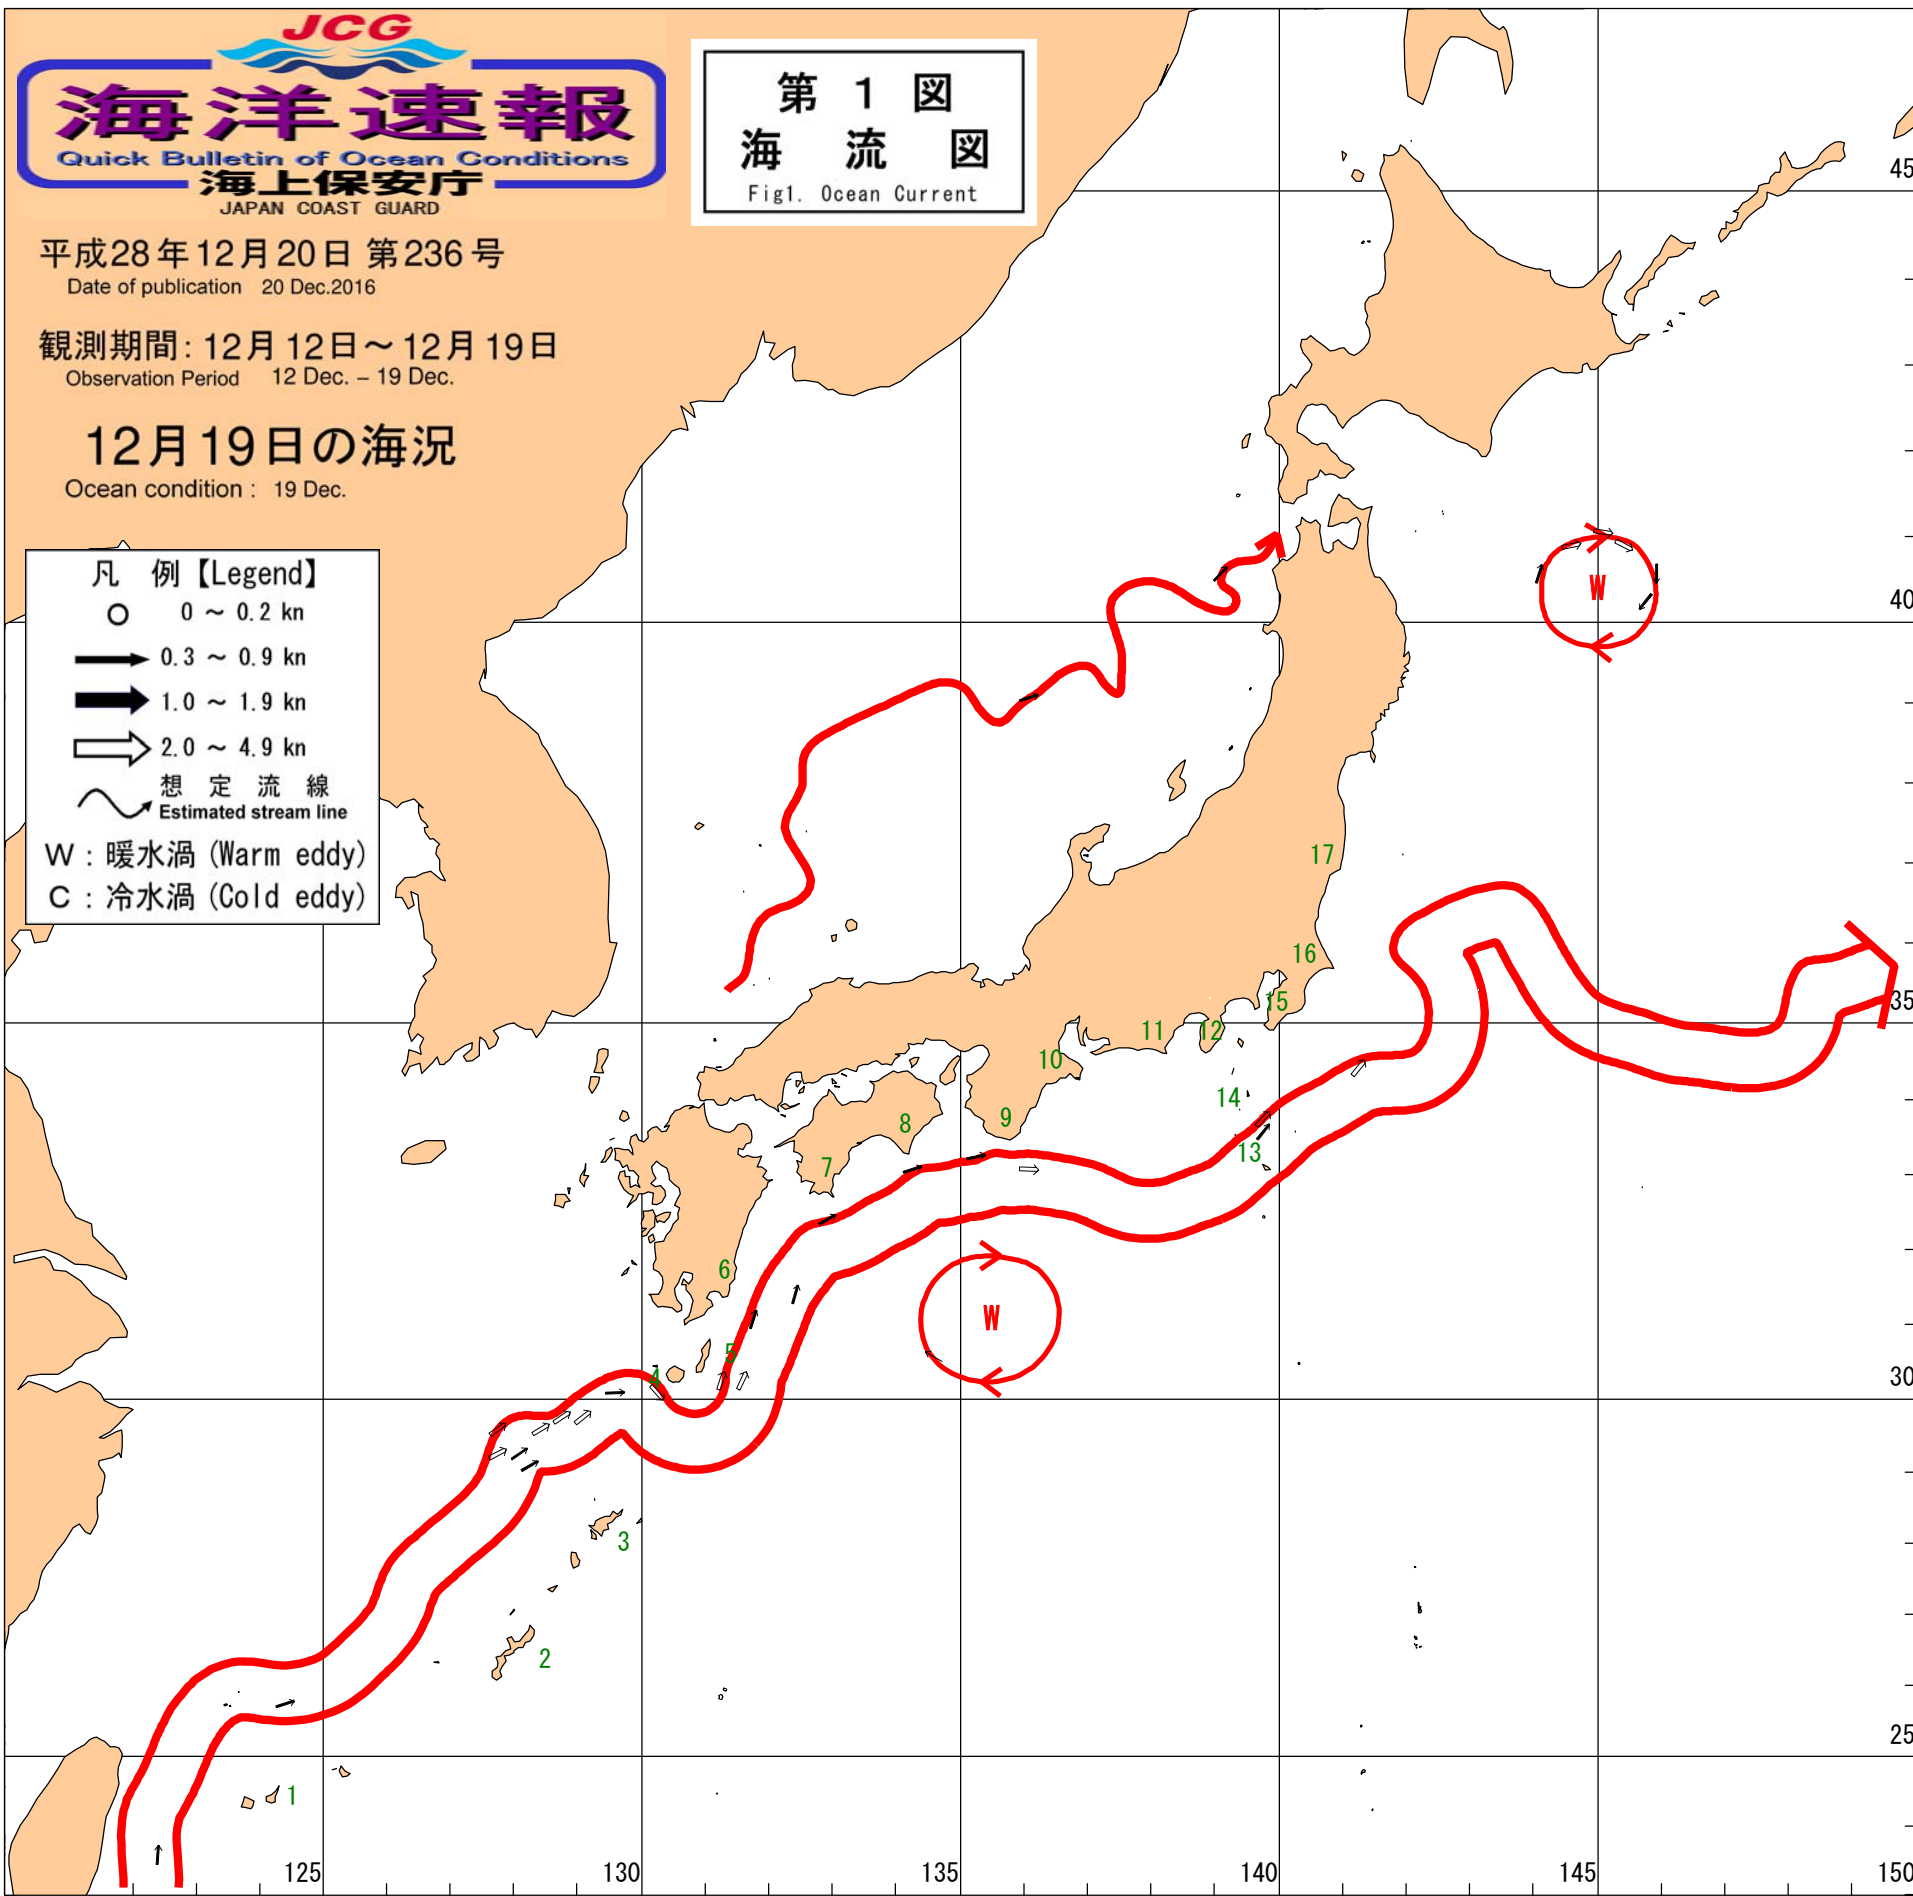 JCG
海洋速報
Quick Bulletin of Ocean Conditions
海上保安庁
JAPAN COAST GUARD
第 1 図
海 流 図
Fig1. Ocean Current
平成28年12月20日 第236号
Date of publication 20 Dec.2016
観測期間: 12月12日～12月19日
Observation Period 12 Dec. – 19 Dec.
12月19日の海況
Ocean condition : 19 Dec.
凡 例【Legend】
0 ～ 0.2 kn
0.3 ～ 0.9 kn
1.0 ～ 1.9 kn
2.0 ～ 4.9 kn
想 定 流 線
Estimated stream line
W : 暖水渦 (Warm eddy)
C : 冷水渦 (Cold eddy)
45
40
35
30
25
W
W
17
16
15
14
13
12
11
10
9
8
7
6
5
4
3
2
1
125
130
135
140
145
150